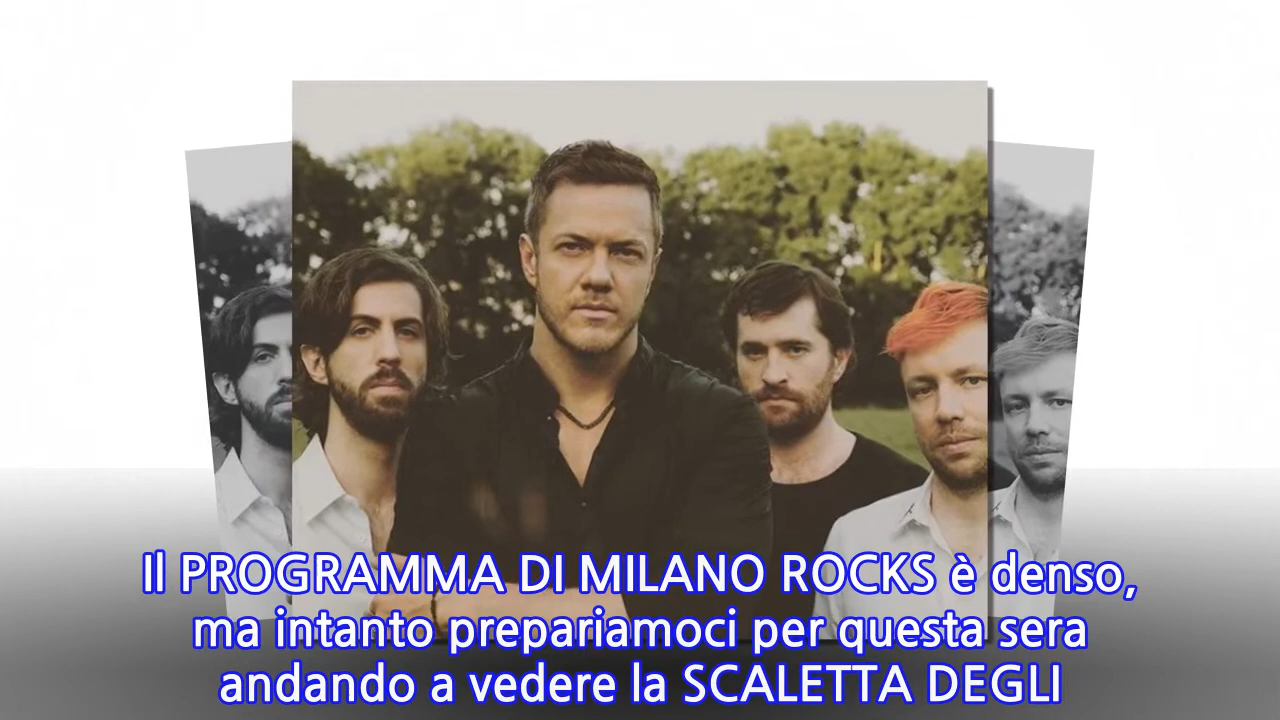 Il PROGRAMMA DI MILANO ROCKS è denso,
ma intanto prepariamoci per questa sera
andando a vedere la SCALETTA DEGLI